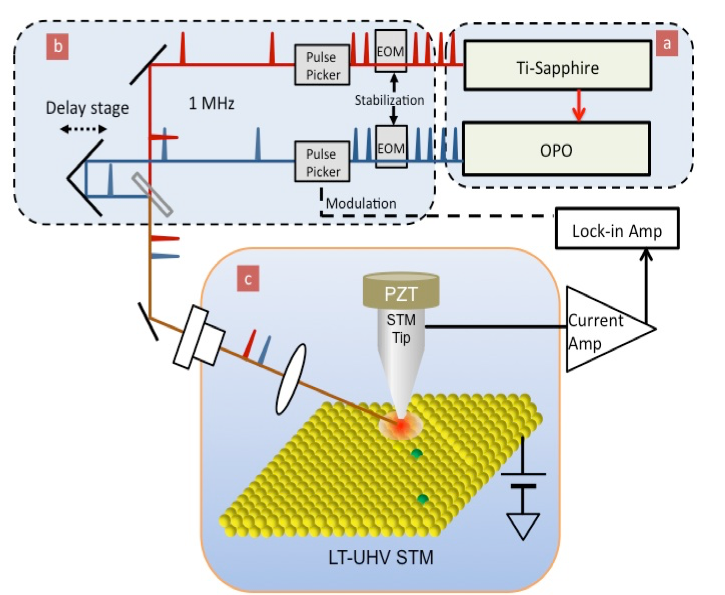 b
a
EOM
Pulse
Picker
Ti-Sapphire
Delay stage
1 MHz
Stabilization
EOM
Pulse
Picker
OPO
Modulation
Lock-in Amp
c
PZT
STM
Tip
Current
Amp
LT-UHV STM